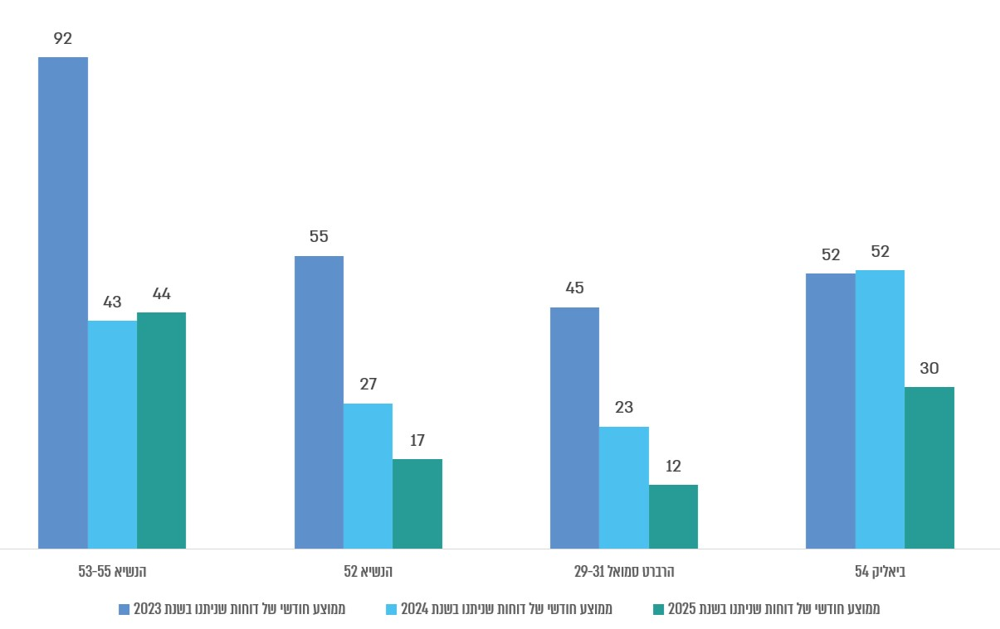 92
55
52
52
45
43
44
30
27
23
17
12
הנשיא 53-55
הנשיא 52
הרברט סמואל 29-31
ביאליק 54
ממוצע חודשי של דוחות שניתנו בשנת 2023
ממוצע חודשי של דוחות שניתנו בשנת 2024
ממוצע חודשי של דוחות שניתנו בשנת 2025